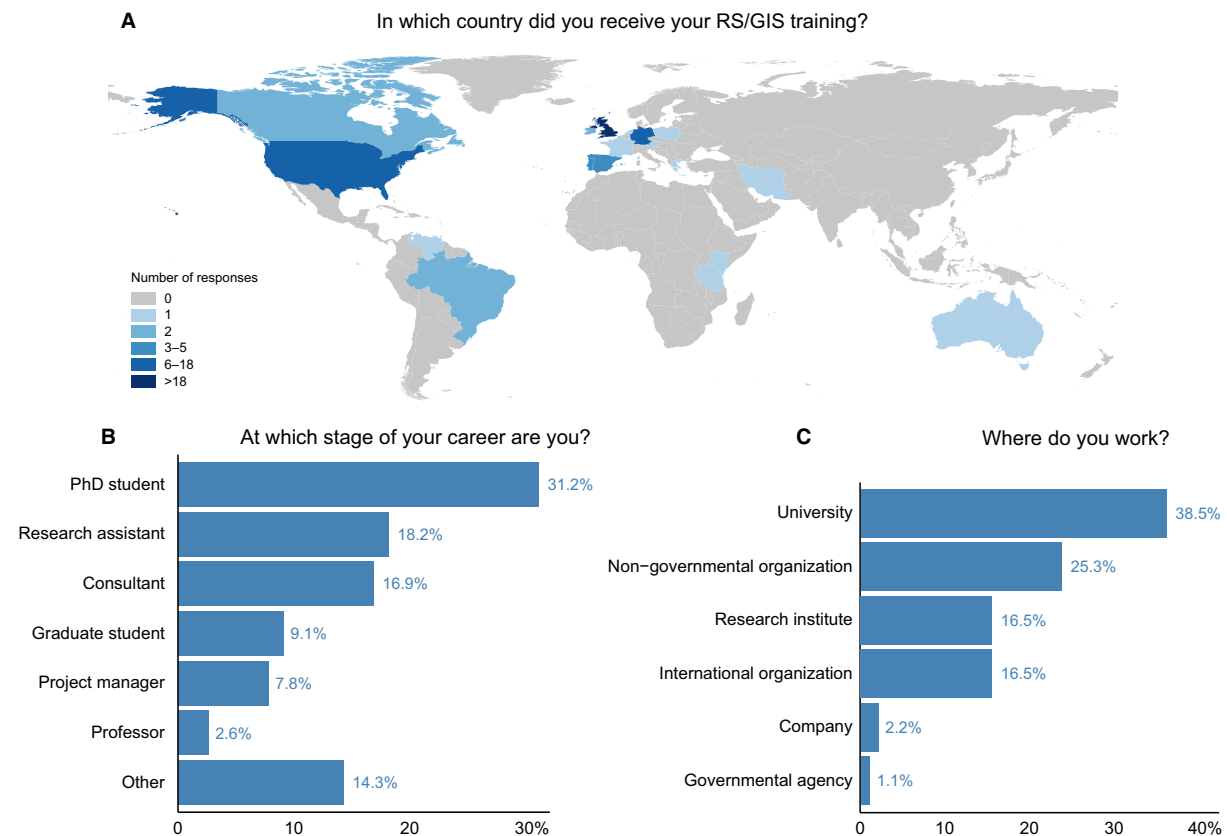 A
In which country did you receive your RS/GIS training?
Number of responses
0
1
2
3–5
6–18
>18
B
At which stage of your career are you?
PhD student
31.2%
Research assistant
18.2%
Consultant
16.9%
Graduate student
9.1%
Project manager
7.8%
Professor
2.6%
Other
14.3%
0 10 20 30%
C
Where do you work?
University
38.5%
Non−governmental organization
25.3%
Research institute
16.5%
International organization
16.5%
Company
2.2%
Governmental agency
1.1%
0 10 20 30 40%